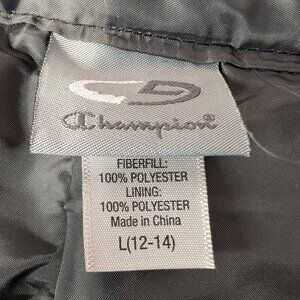 Champion®
FIBERFILL:
100% POLYESTER
LINING:
100% POLYESTER
Made in China
L(12-14)